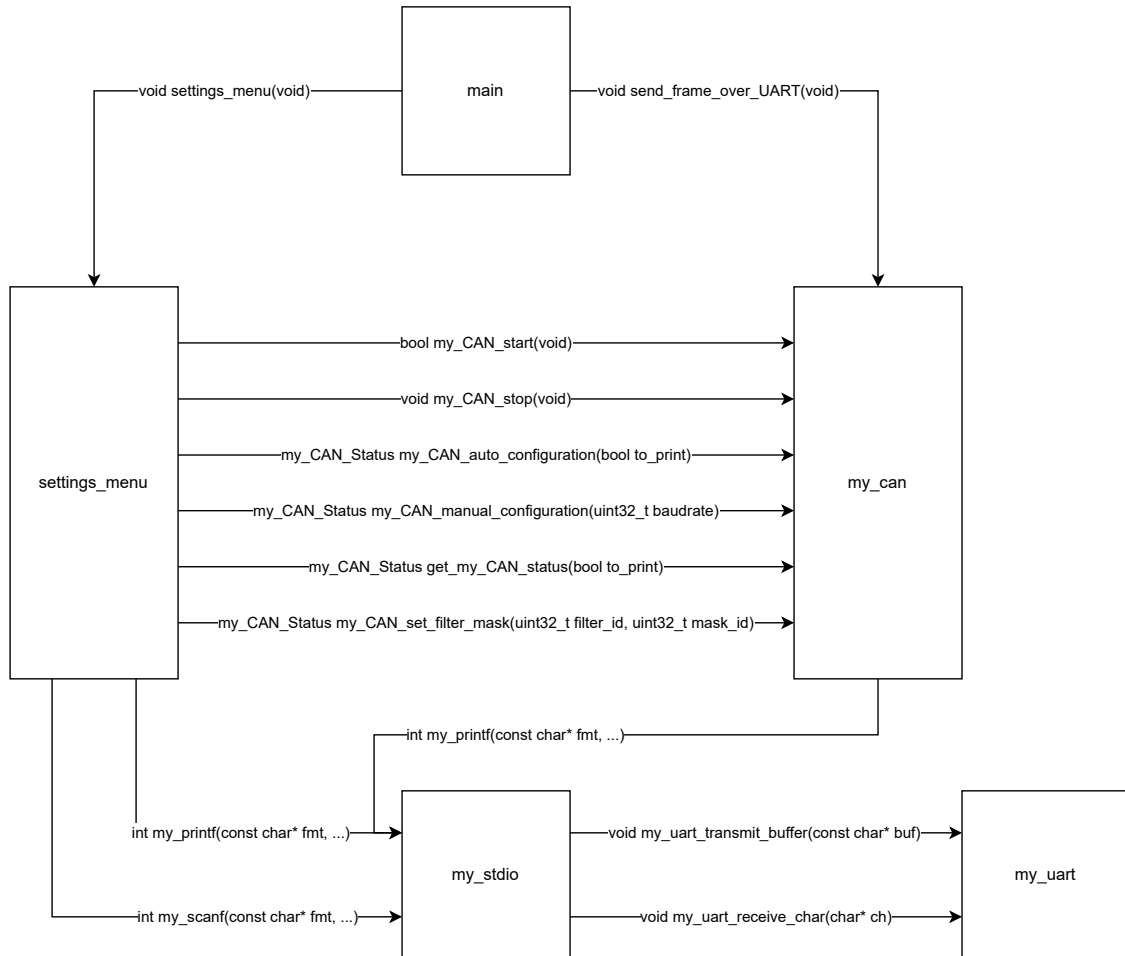 main
void settings_menu(void)
void send_frame_over_UART(void)
settings_menu
my_can
bool my_CAN_start(void)
void my_CAN_stop(void)
my_CAN_Status my_CAN_auto_configuration(bool to_print)
my_CAN_Status my_CAN_manual_configuration(uint32_t baudrate)
my_CAN_Status get_my_CAN_status(bool to_print)
my_CAN_Status my_CAN_set_filter_mask(uint32_t filter_id, uint32_t mask_id)
int my_printf(const char* fmt, ...)
int my_printf(const char* fmt, ...)
int my_scanf(const char* fmt, ...)
my_stdio
void my_uart_transmit_buffer(const char* buf)
void my_uart_receive_char(char* ch)
my_uart